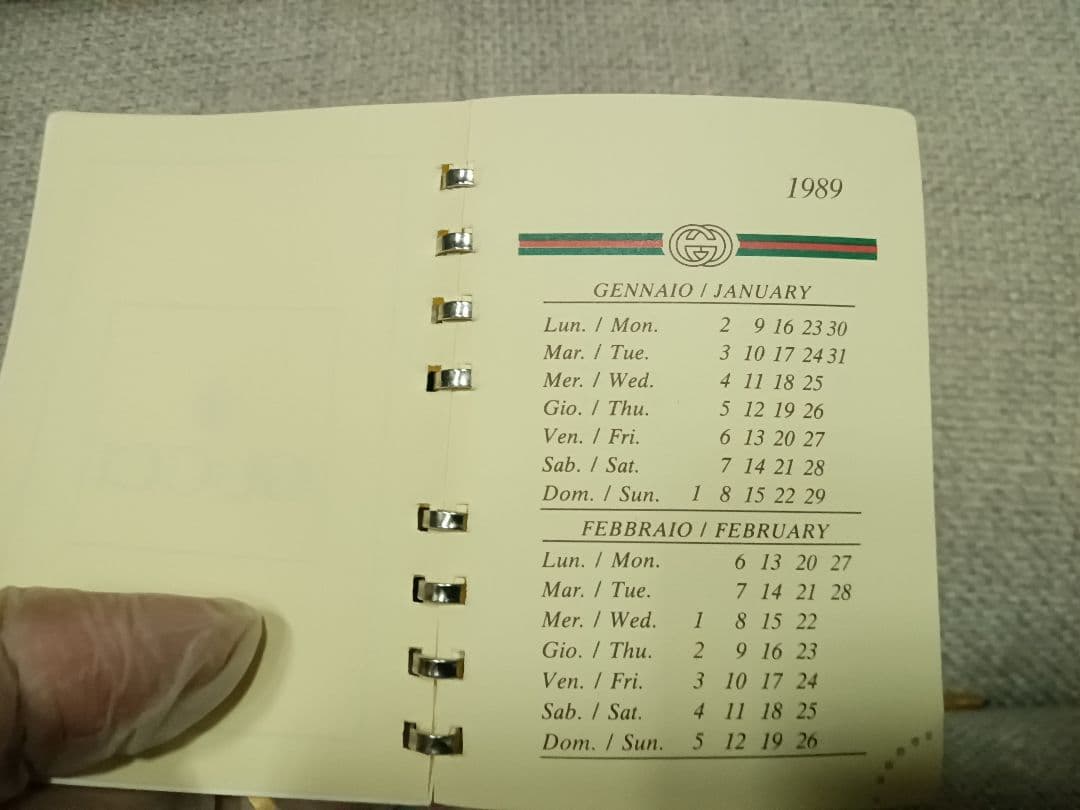 1989
GENNAIO / JANUARY
Lun. / Mon. 2 9 16 23 30
Mar. / Tue. 3 10 17 24 31
Mer. / Wed. 4 11 18 25
Gio. / Thu. 5 12 19 26
Ven. / Fri. 6 13 20 27
Sab. / Sat. 7 14 21 28
Dom. / Sun. 1 8 15 22 29
FEBBRAIO / FEBRUARY
Lun. / Mon. 6 13 20 27
Mar. / Tue. 7 14 21 28
Mer. / Wed. 1 8 15 22
Gio. / Thu. 2 9 16 23
Ven. / Fri. 3 10 17 24
Sab. / Sat. 4 11 18 25
Dom. / Sun. 5 12 19 26